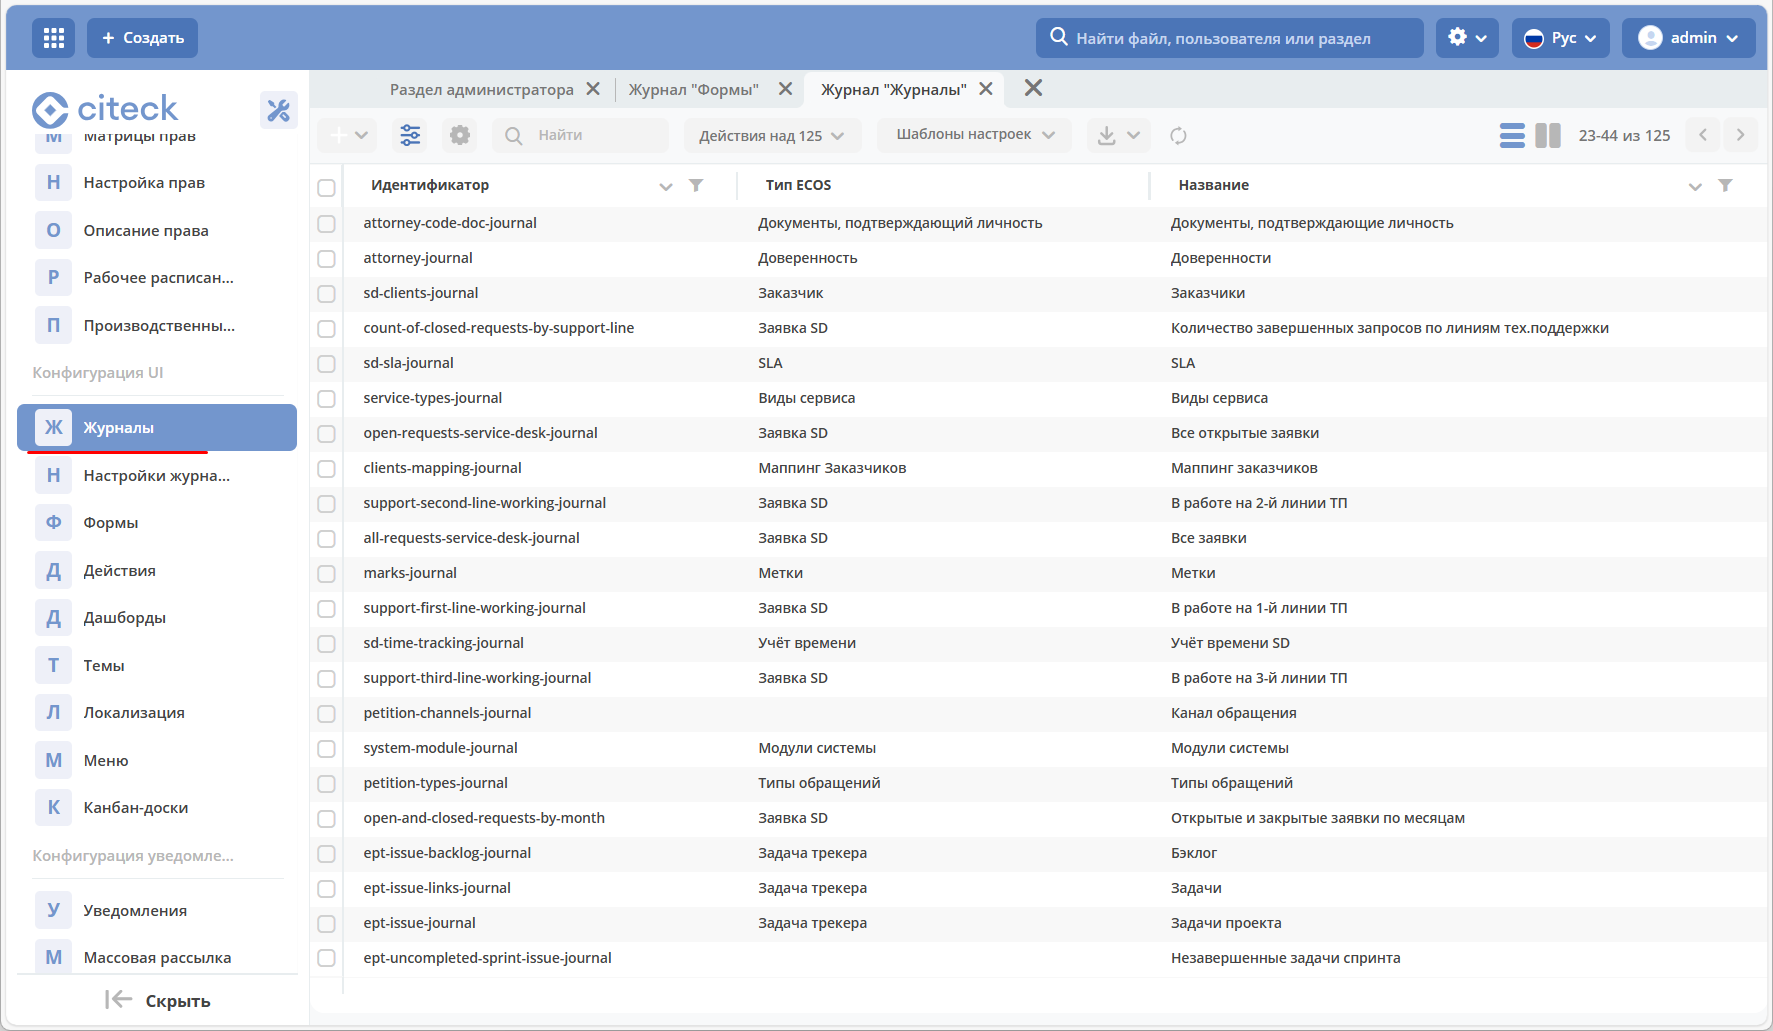 + Создать
Найти файл, пользователя или раздел
Рус
admin
citeck
Матрицы прав
Н Настройка прав
О Описание права
Р Рабочее расписан...
П Производственны...
Конфигурация UI
Ж Журналы
Н Настройки журна...
Ф Формы
Д Действия
Д Дашборды
Т Темы
Л Локализация
М Меню
К Канбан-доски
Конфигурация уведомле...
У Уведомления
М Массовая рассылка
Скрыть
Раздел администратора
Журнал "Формы"
Журнал "Журналы"
Найти
Действия над 125
Шаблоны настроек
23-44 из 125
Идентификатор Тип ECOS Название
attorney-code-doc-journal Документы, подтверждающий личность Документы, подтверждающие личность
attorney-journal Доверенность Доверенности
sd-clients-journal Заказчик Заказчики
count-of-closed-requests-by-support-line Заявка SD Количество завершенных запросов по линиям тех.поддержки
sd-sla-journal SLA SLA
service-types-journal Виды сервиса Виды сервиса
open-requests-service-desk-journal Заявка SD Все открытые заявки
clients-mapping-journal Маппинг Заказчиков Маппинг заказчиков
support-second-line-working-journal Заявка SD В работе на 2-й линии ТП
all-requests-service-desk-journal Заявка SD Все заявки
marks-journal Метки Метки
support-first-line-working-journal Заявка SD В работе на 1-й линии ТП
sd-time-tracking-journal Учёт времени Учёт времени SD
support-third-line-working-journal Заявка SD В работе на 3-й линии ТП
petition-channels-journal Канал обращения
system-module-journal Модули системы Модули системы
petition-types-journal Типы обращений Типы обращений
open-and-closed-requests-by-month Заявка SD Открытые и закрытые заявки по месяцам
ept-issue-backlog-journal Задача трекера Бэклог
ept-issue-links-journal Задача трекера Задачи
ept-issue-journal Задача трекера Задачи проекта
ept-uncompleted-sprint-issue-journal Незавершенные задачи спринта